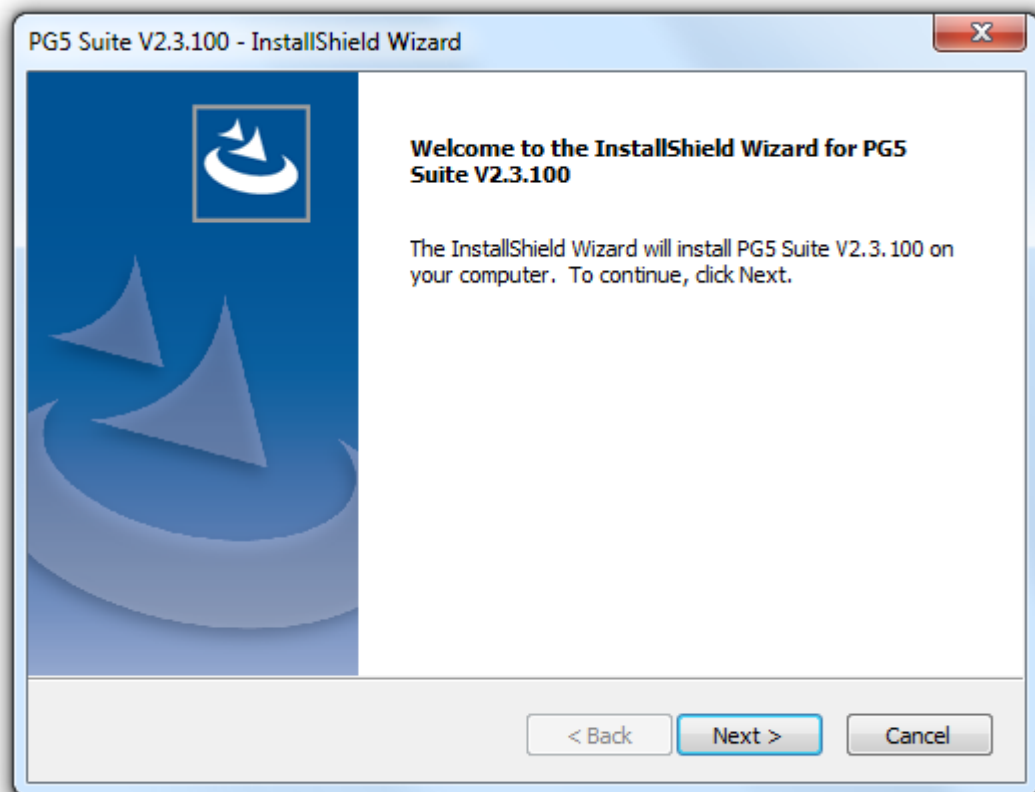 PG5 Suite V2.3.100 - InstallShield Wizard
Welcome to the InstallShield Wizard for PG5
Suite V2.3.100
The InstallShield Wizard will install PG5 Suite V2.3.100 on
your computer.  To continue, click Next.
< Back
Next >
Cancel